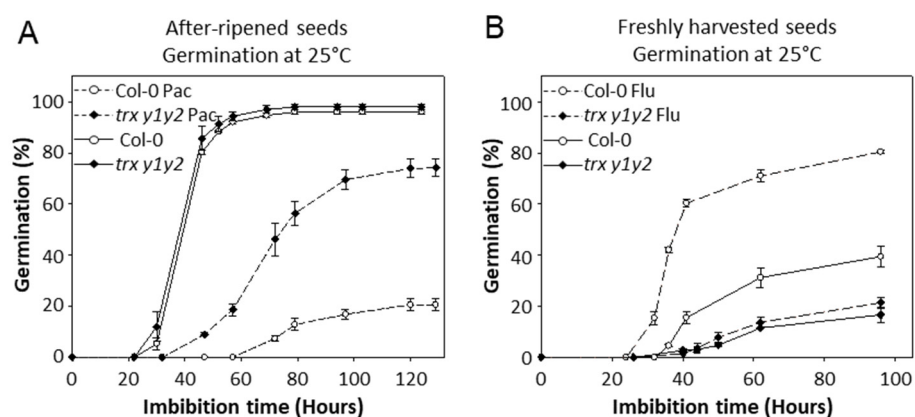 A
After-ripened seeds
Germination at 25°C
Germination (%)
100
80
60
40
20
0
Col-0 Pac
trx y1y2 Pac
Col-0
trx y1y2
0 20 40 60 80 100 120
Imbibition time (Hours)
B
Freshly harvested seeds
Germination at 25°C
Germination (%)
100
80
60
40
20
0
Col-0 Flu
trx y1y2 Flu
Col-0
trx y1y2
0 20 40 60 80 100
Imbibition time (Hours)